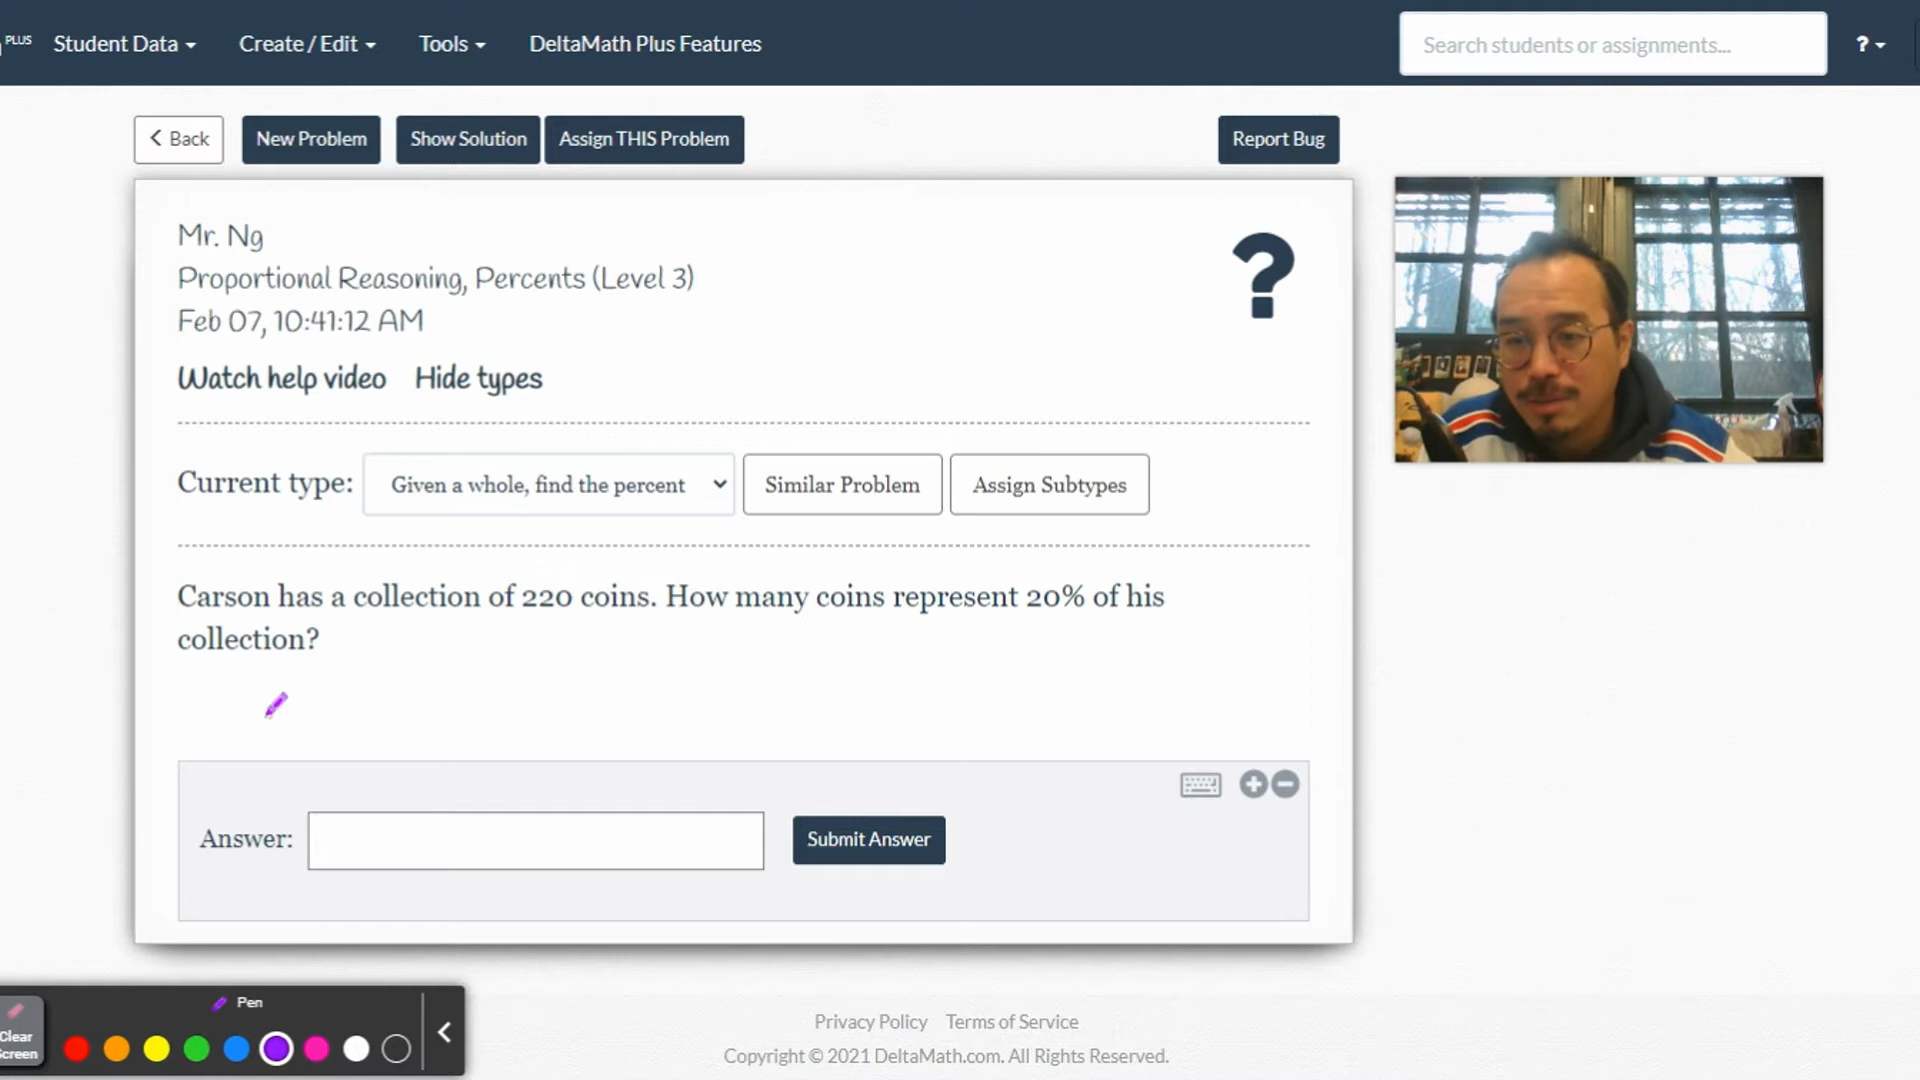 PLUS Student Data Create / Edit Tools DeltaMath Plus Features Search students or assignments... ?
Back New Problem Show Solution Assign THIS Problem Report Bug
Mr. Ng
Proportional Reasoning, Percents (Level 3)
Feb 07, 10:41:12 AM
?
Watch help video Hide types
Current type: Given a whole, find the percent Similar Problem Assign Subtypes
Carson has a collection of 220 coins. How many coins represent 20% of his
collection?
Answer: Submit Answer
Pen
Clear
Screen
Privacy Policy Terms of Service
Copyright © 2021 DeltaMath.com. All Rights Reserved.